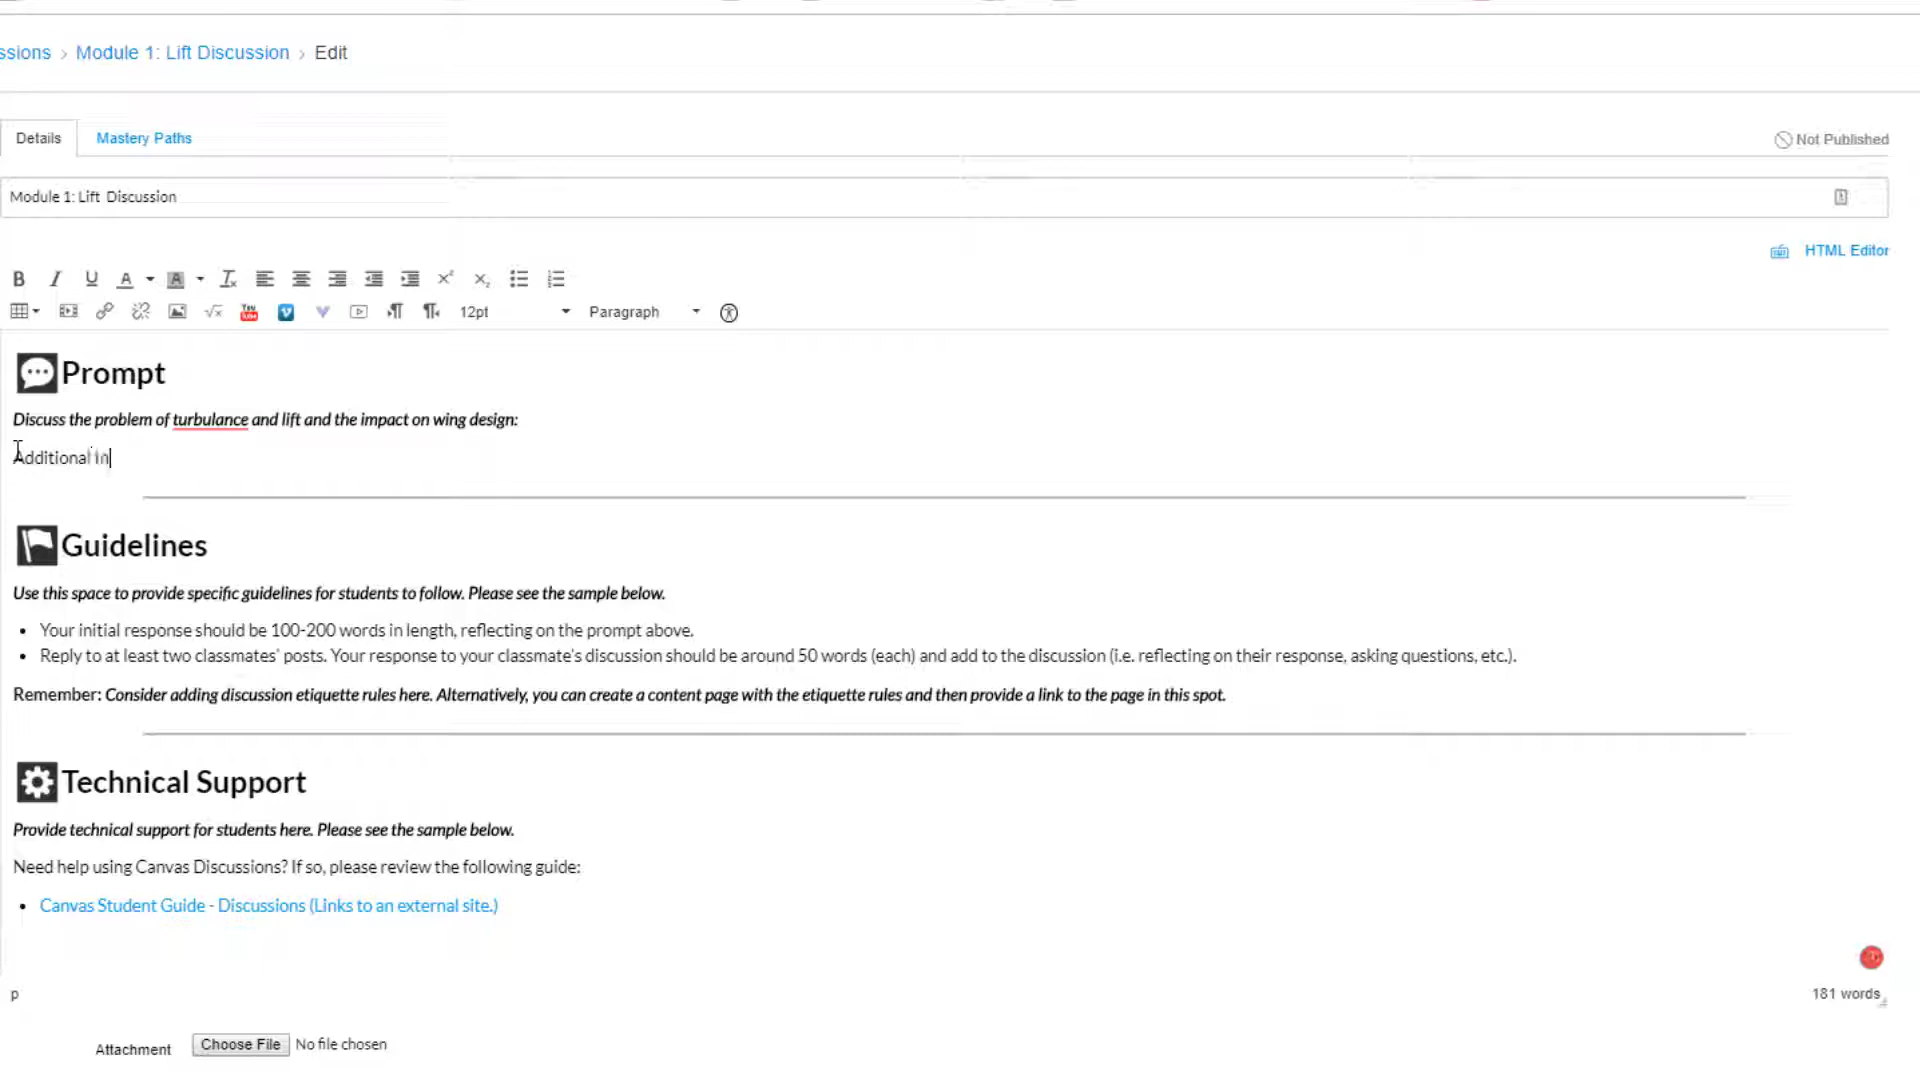 ssions › Module 1: Lift Discussion › Edit
Details Mastery Paths Not Published
Module 1: Lift Discussion
HTML Editor
12pt Paragraph
Prompt
Discuss the problem of turbulance and lift and the impact on wing design:
Additional in
Guidelines
Use this space to provide specific guidelines for students to follow. Please see the sample below.
• Your initial response should be 100-200 words in length, reflecting on the prompt above.
• Reply to at least two classmates' posts. Your response to your classmate's discussion should be around 50 words (each) and add to the discussion (i.e. reflecting on their response, asking questions, etc.).
Remember: Consider adding discussion etiquette rules here. Alternatively, you can create a content page with the etiquette rules and then provide a link to the page in this spot.
Technical Support
Provide technical support for students here. Please see the sample below.
Need help using Canvas Discussions? If so, please review the following guide:
• Canvas Student Guide - Discussions (Links to an external site.)
p 181 words
Attachment Choose File No file chosen